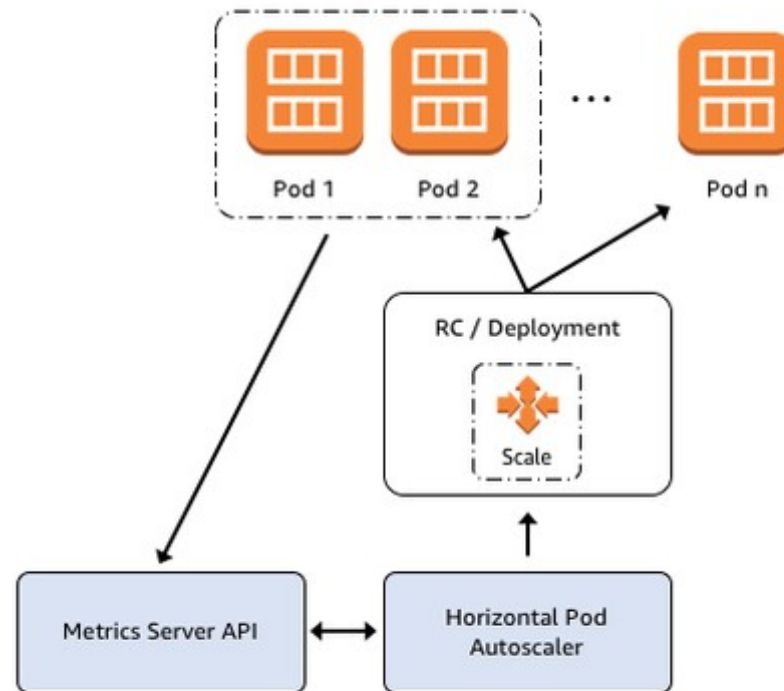 Pod 1
Pod 2
...
Pod n
RC / Deployment
Scale
Metrics Server API
Horizontal Pod
Autoscaler